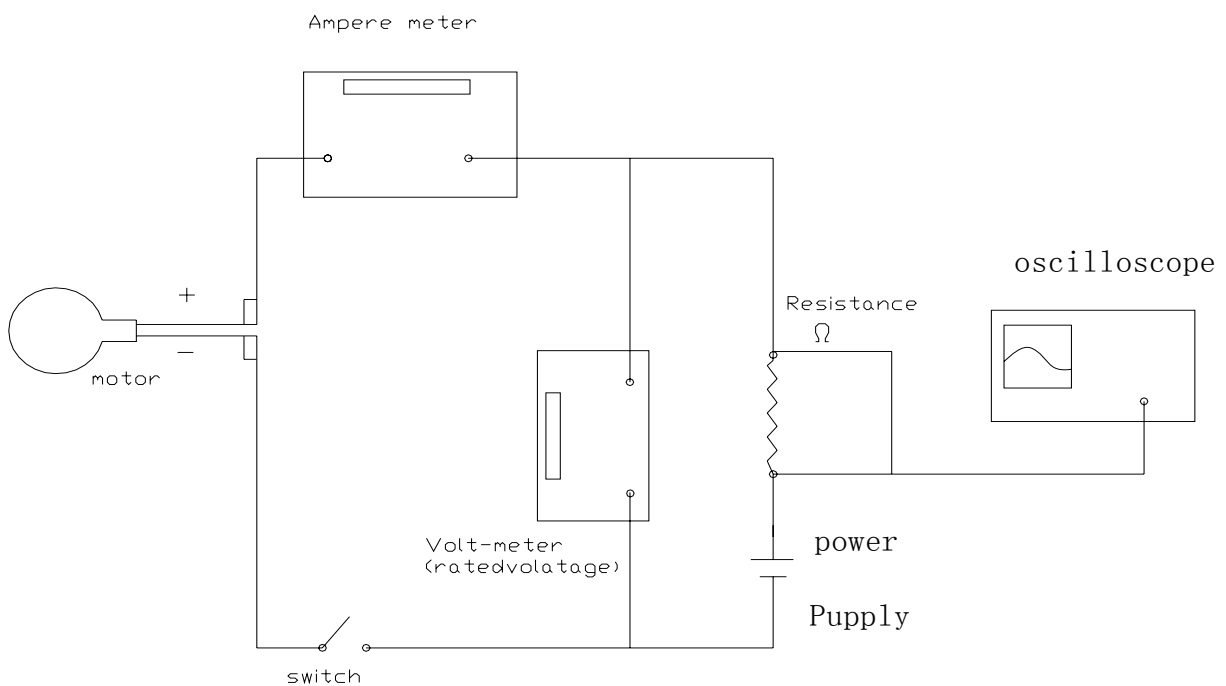 Ampere meter
oscilloscope
+
Resistance
Ω
−
motor
Volt-meter
(ratedvolatage)
power
Pupply
switch